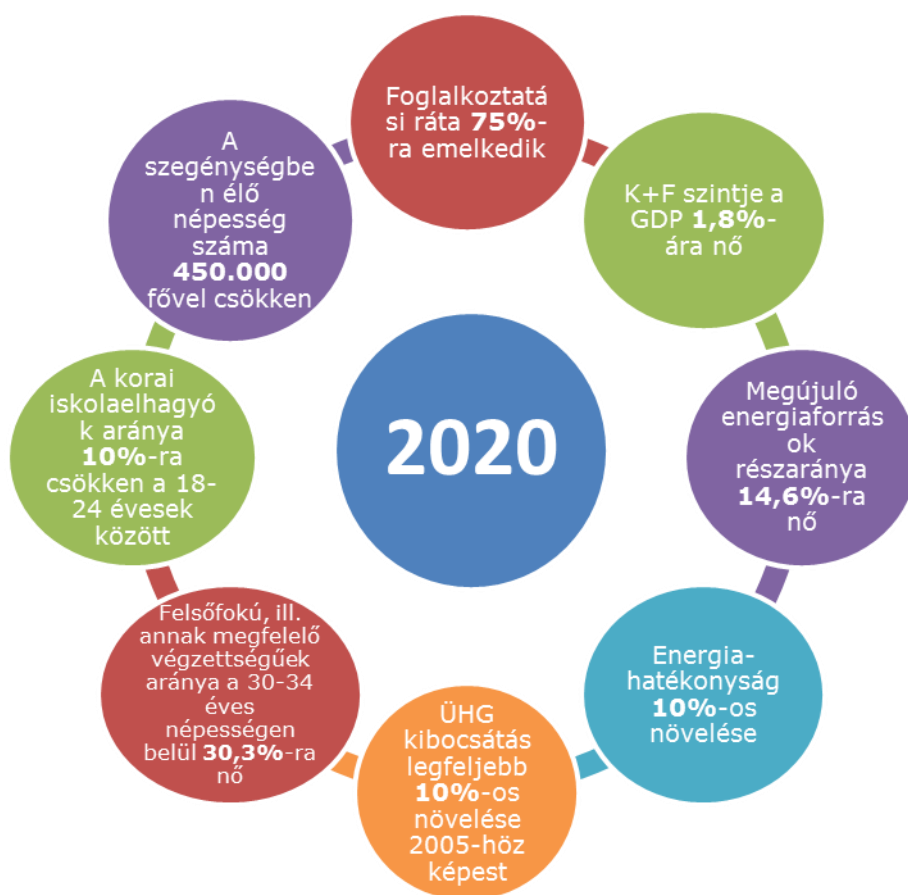 Foglalkoztatá
si ráta 75%-
ra emelkedik
K+F szintje a
GDP 1,8%-
ára nő
Megújuló
energiaforrás
ok
részaránya
14,6%-ra
nő
Energia-
hatékonyság
10%-os
növelése
ÜHG
kibocsátás
legfeljebb
10%-os
növelése
2005-höz
képest
Felsőfokú, ill.
annak megfelelő
végzettségűek
aránya a 30-34
éves
népességen
belül 30,3%-ra
nő
A korai
iskolaelhagyó
k aránya
10%-ra
csökken a 18-
24 évesek
között
A
szegénységbe
n élő
népesség
száma
450.000
fővel csökken
2020